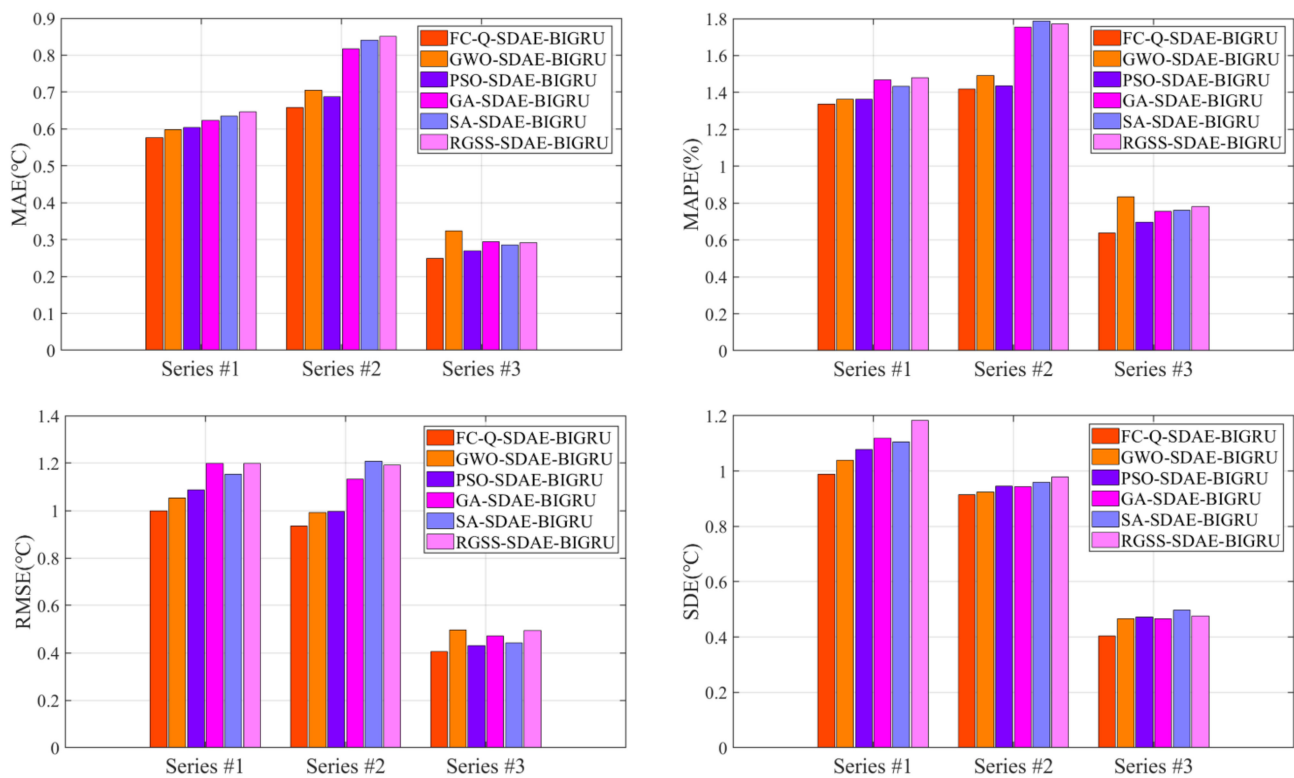 0.9
0.8
0.7
0.6
0.5
0.4
0.3
0.2
0.1
0
MAE(℃)
FC-Q-SDAE-BIGRU
GWO-SDAE-BIGRU
PSO-SDAE-BIGRU
GA-SDAE-BIGRU
SA-SDAE-BIGRU
RGSS-SDAE-BIGRU
Series #1
Series #2
Series #3
1.8
1.6
1.4
1.2
1
0.8
0.6
0.4
0.2
0
MAPE(%)
FC-Q-SDAE-BIGRU
GWO-SDAE-BIGRU
PSO-SDAE-BIGRU
GA-SDAE-BIGRU
SA-SDAE-BIGRU
RGSS-SDAE-BIGRU
Series #1
Series #2
Series #3
1.4
1.2
1
0.8
0.6
0.4
0.2
0
RMSE(℃)
FC-Q-SDAE-BIGRU
GWO-SDAE-BIGRU
PSO-SDAE-BIGRU
GA-SDAE-BIGRU
SA-SDAE-BIGRU
RGSS-SDAE-BIGRU
Series #1
Series #2
Series #3
1.2
1
0.8
0.6
0.4
0.2
0
SDE(℃)
FC-Q-SDAE-BIGRU
GWO-SDAE-BIGRU
PSO-SDAE-BIGRU
GA-SDAE-BIGRU
SA-SDAE-BIGRU
RGSS-SDAE-BIGRU
Series #1
Series #2
Series #3